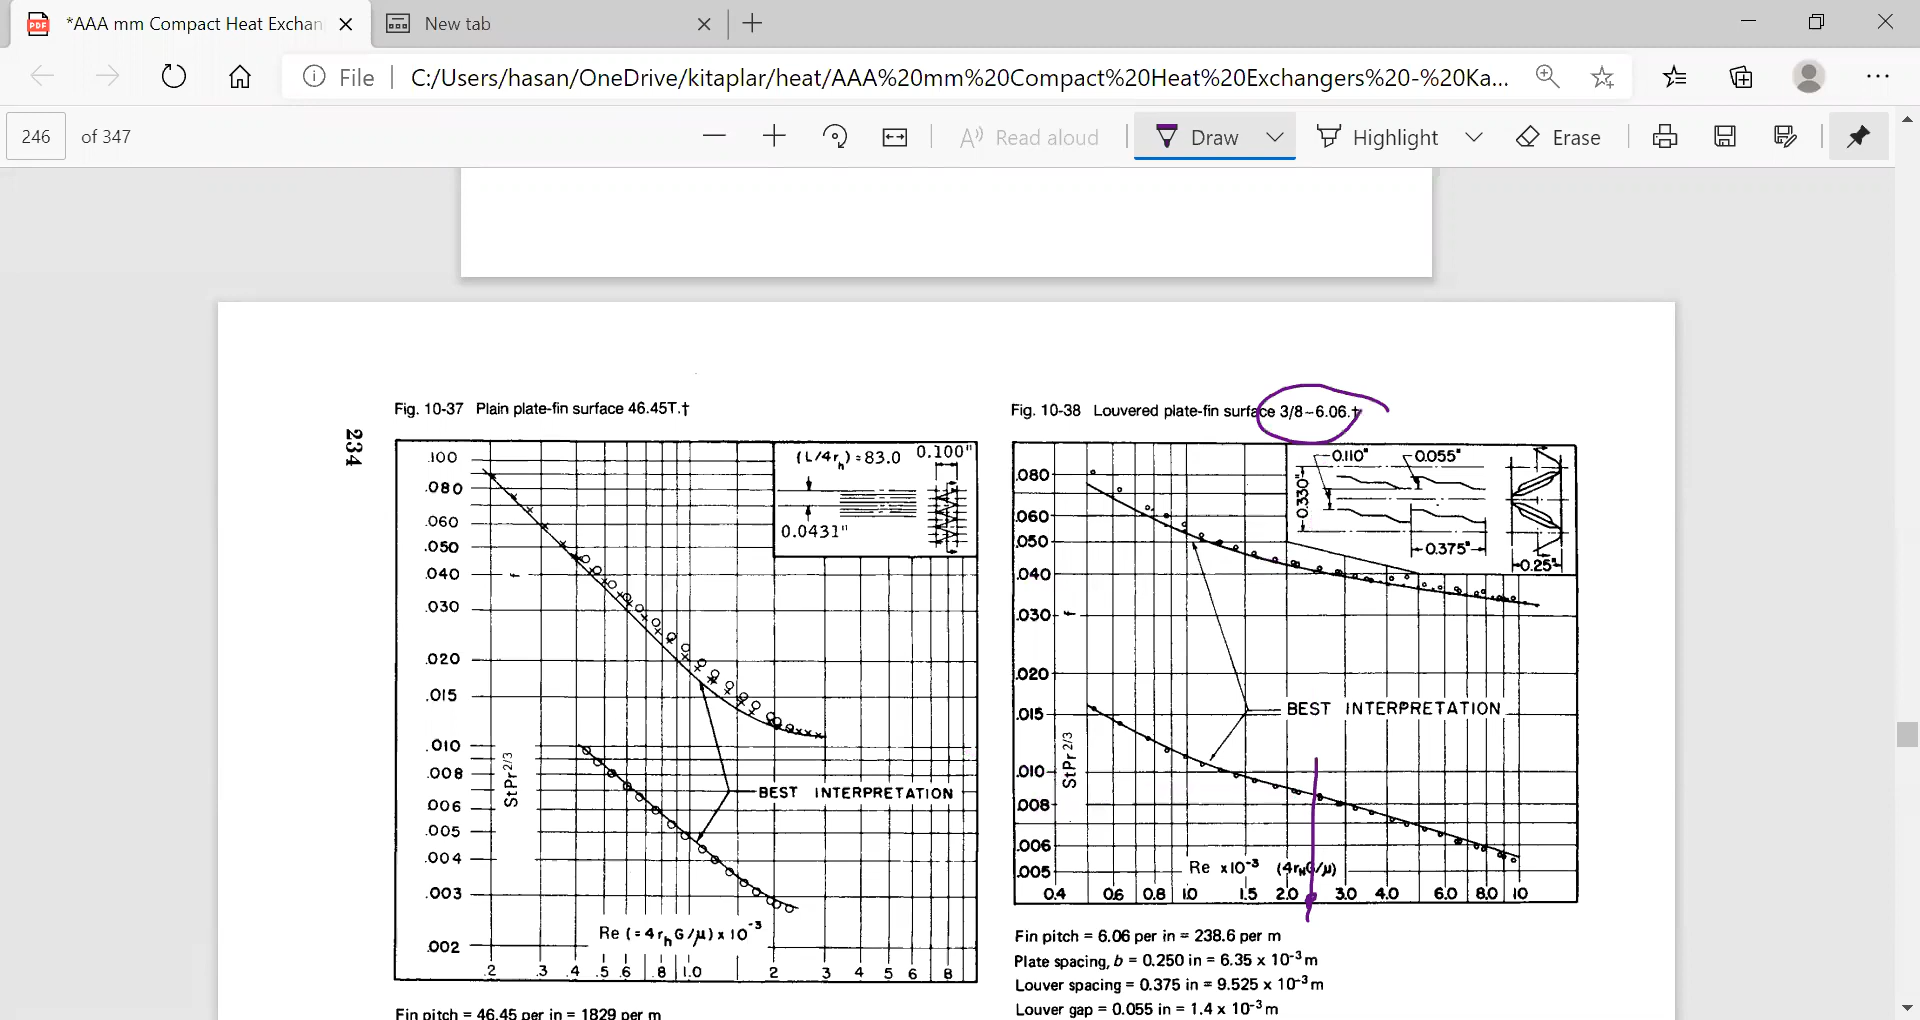 *AAA mm Compact Heat Exchan
New tab
File
C:/Users/hasan/OneDrive/kitaplar/heat/AAA%20mm%20Compact%20Heat%20Exchangers%20-%20Ka...
246 of 347
Read aloud
Draw
Highlight
Erase
234
Fig. 10-37 Plain plate-fin surface 46.45T.†
(L/4rh) = 83.0
0.100"
0.0431"
.100
.080
.060
.050
.040
.030
.020
.015
.010
.008
.006
.005
.004
.003
.002
f
StPr2/3
BEST INTERPRETATION
Re (= 4rhG/μ) x 10-3
.2 .3 .4 .5 .6 .8 1.0 2 3 4 5 6 8
Fin pitch = 46.45 per in = 1829 per m
Fig. 10-38 Louvered plate-fin surface 3/8-6.06.†
0.110"
0.055"
0.330"
0.375"
0.25"
.080
.060
.050
.040
.030
.020
.015
.010
.008
.006
.005
f
StPr2/3
BEST INTERPRETATION
Re x10-3 (4rhG/μ)
0.4 0.6 0.8 1.0 1.5 2.0 3.0 4.0 6.0 8.0 10
Fin pitch = 6.06 per in = 238.6 per m
Plate spacing, b = 0.250 in = 6.35 x 10-3 m
Louver spacing = 0.375 in = 9.525 x 10-3 m
Louver gap = 0.055 in = 1.4 x 10-3 m